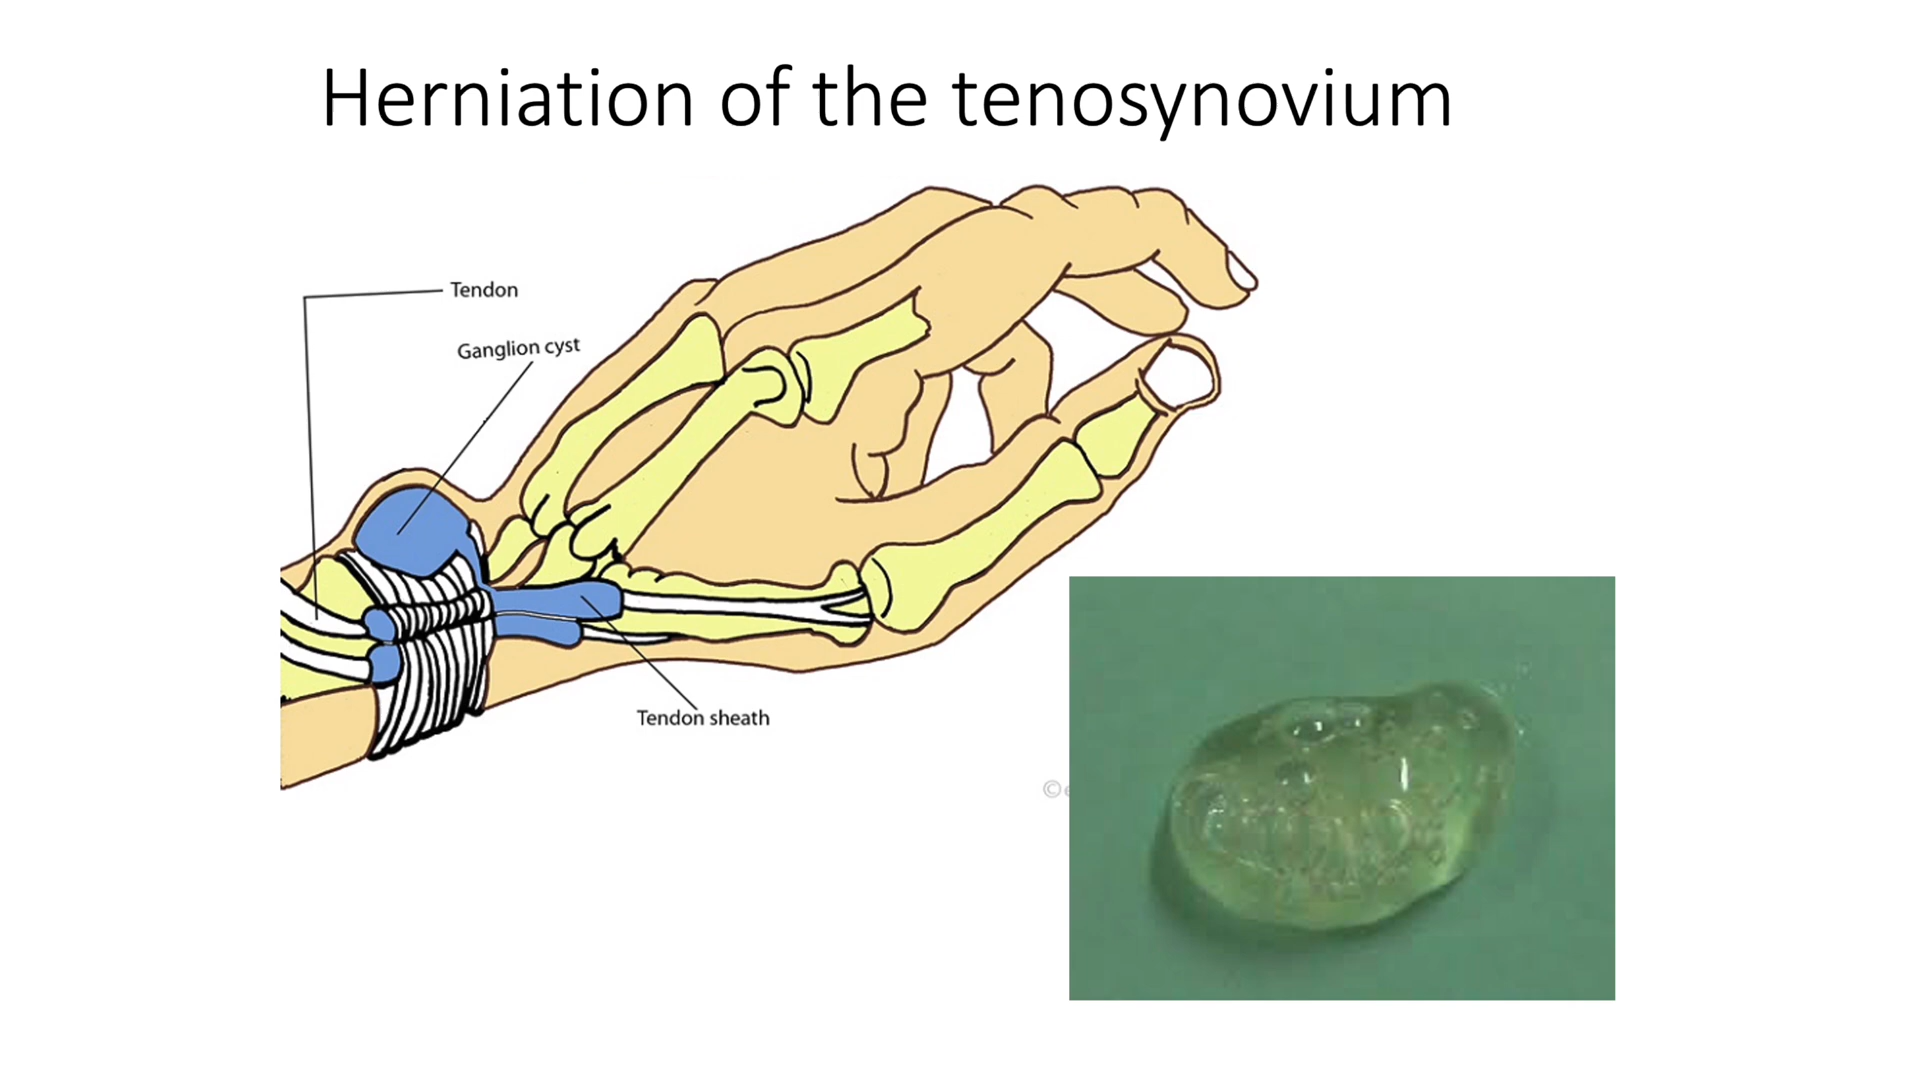 Herniation of the tenosynovium
Tendon
Ganglion cyst
Tendon sheath
©